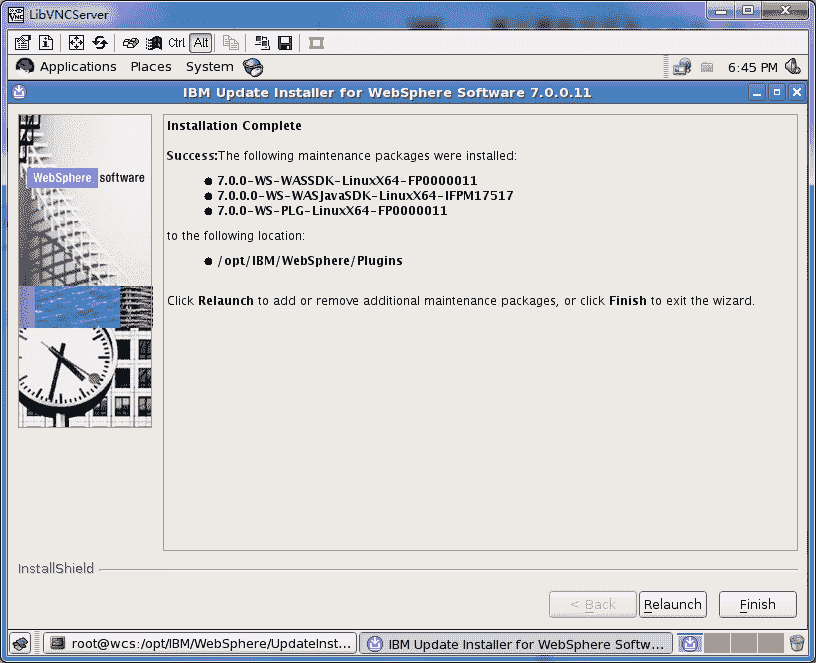 LibVNCServer
Ctrl Alt
Applications Places System 6:45 PM
IBM Update Installer for WebSphere Software 7.0.0.11
WebSphere software
Installation Complete
Success:The following maintenance packages were installed:
7.0.0-WS-WASSDK-LinuxX64-FP0000011
7.0.0.0-WS-WASJavaSDK-LinuxX64-IFPM17517
7.0.0-WS-PLG-LinuxX64-FP0000011
to the following location:
/opt/IBM/WebSphere/Plugins
Click Relaunch to add or remove additional maintenance packages, or click Finish to exit the wizard.
InstallShield
< Back Relaunch Finish
root@wcs:/opt/IBM/WebSphere/UpdateInst... IBM Update Installer for WebSphere Softw...